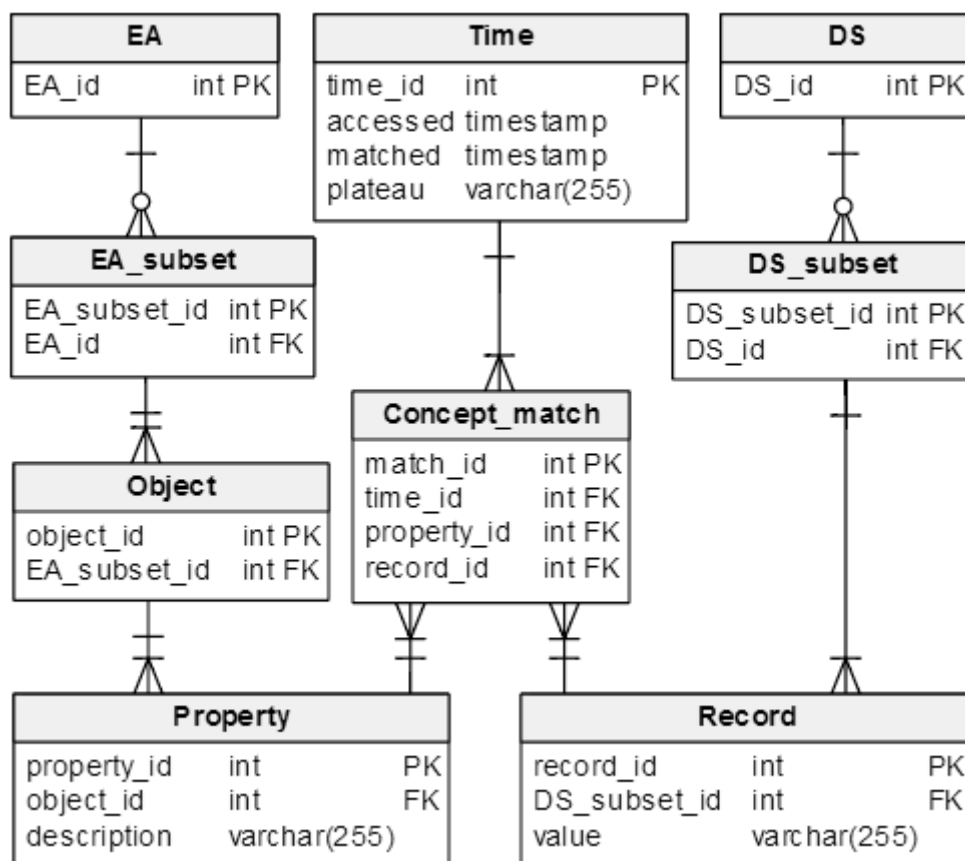 EA
EA_id int PK
Time
time_id int PK
accessed timestamp
matched timestamp
plateau varchar(255)
DS
DS_id int PK
EA_subset
EA_subset_id int PK
EA_id int FK
DS_subset
DS_subset_id int PK
DS_id int FK
Concept_match
match_id int PK
time_id int FK
property_id int FK
record_id int FK
Object
object_id int PK
EA_subset_id int FK
Property
property_id int PK
object_id int FK
description varchar(255)
Record
record_id int PK
DS_subset_id int FK
value varchar(255)